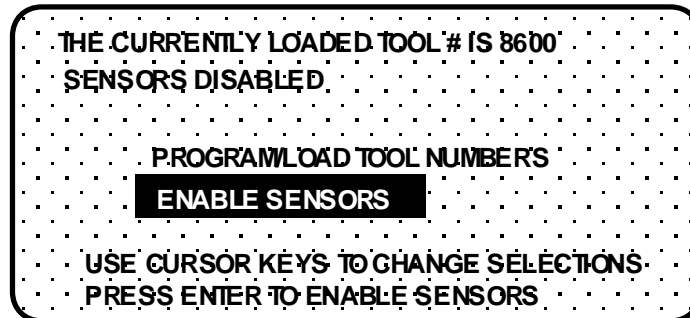 THE CURRENTLY LOADED TOOL # IS 8600
SENSORS DISABLED
PROGRAM/LOAD TOOL NUMBERS
ENABLE SENSORS
USE CURSOR KEYS TO CHANGE SELECTIONS
PRESS ENTER TO ENABLE SENSORS